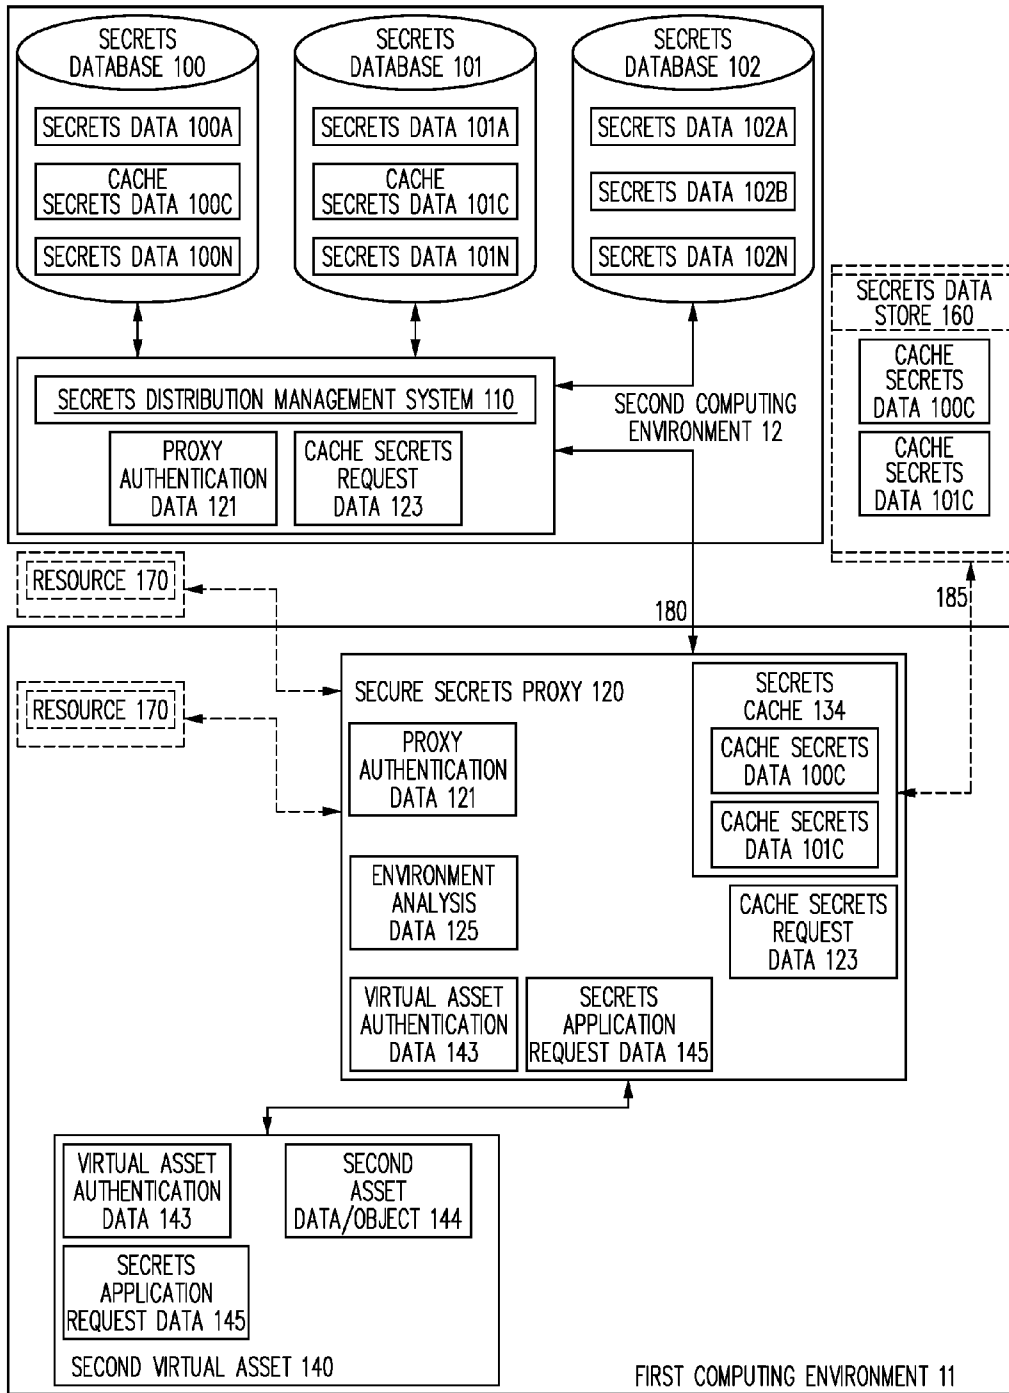 SECRETS
DATABASE 100
SECRETS DATA 100A
CACHE
SECRETS DATA 100C
SECRETS DATA 100N
SECRETS
DATABASE 101
SECRETS DATA 101A
CACHE
SECRETS DATA 101C
SECRETS DATA 101N
SECRETS
DATABASE 102
SECRETS DATA 102A
SECRETS DATA 102B
SECRETS DATA 102N
SECRETS DISTRIBUTION MANAGEMENT SYSTEM 110
PROXY
AUTHENTICATION
DATA 121
CACHE SECRETS
REQUEST
DATA 123
SECOND COMPUTING
ENVIRONMENT 12
SECRETS DATA
STORE 160
CACHE
SECRETS
DATA 100C
CACHE
SECRETS
DATA 101C
RESOURCE 170
180
185
RESOURCE 170
SECURE SECRETS PROXY 120
PROXY
AUTHENTICATION
DATA 121
ENVIRONMENT
ANALYSIS
DATA 125
VIRTUAL ASSET
AUTHENTICATION
DATA 143
SECRETS
APPLICATION
REQUEST DATA 145
SECRETS
CACHE 134
CACHE SECRETS
DATA 100C
CACHE SECRETS
DATA 101C
CACHE SECRETS
REQUEST
DATA 123
VIRTUAL ASSET
AUTHENTICATION
DATA 143
SECOND
ASSET
DATA/OBJECT 144
SECRETS
APPLICATION
REQUEST DATA 145
SECOND VIRTUAL ASSET 140
FIRST COMPUTING ENVIRONMENT 11